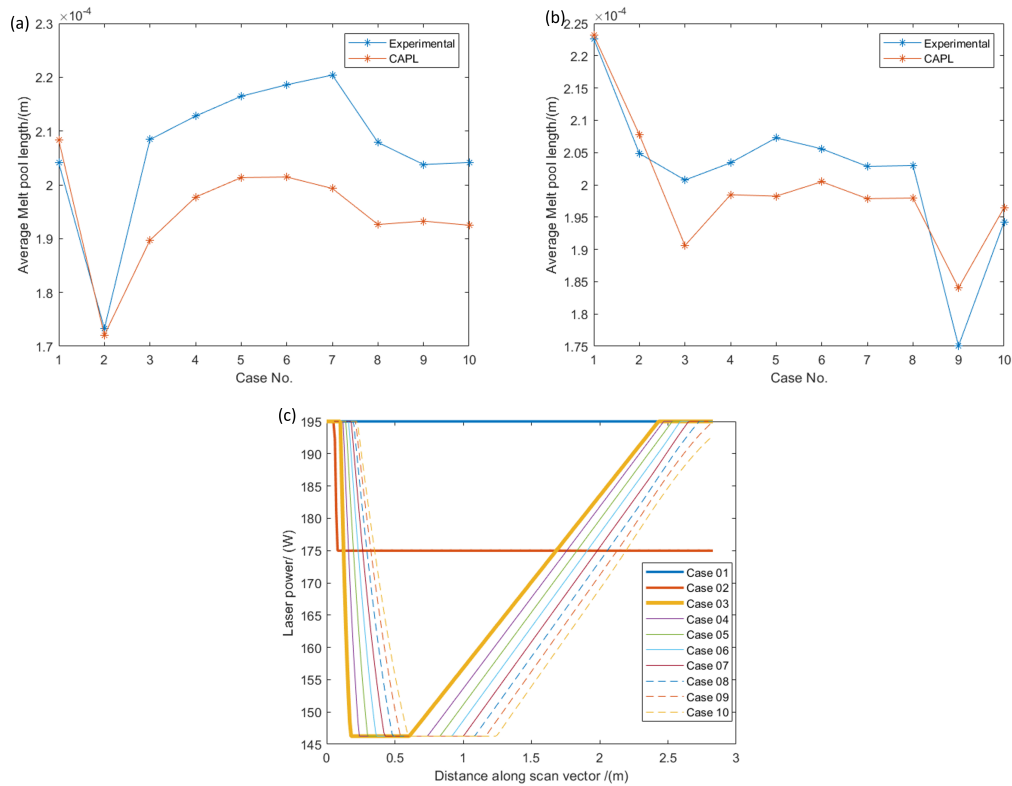 (a)
×10⁻⁴
2.3
2.2
2.1
2
1.9
1.8
1.7
Average Melt pool length/(m)
1 2 3 4 5 6 7 8 9 10
Case No.
Experimental
CAPL
(b)
×10⁻⁴
2.25
2.2
2.15
2.1
2.05
2
1.95
1.9
1.85
1.8
1.75
Average Melt pool length/(m)
1 2 3 4 5 6 7 8 9 10
Case No.
Experimental
CAPL
(c)
195
190
185
180
175
170
165
160
155
150
145
Laser power/ (W)
0 0.5 1 1.5 2 2.5 3
Distance along scan vector /(m)
Case 01
Case 02
Case 03
Case 04
Case 05
Case 06
Case 07
Case 08
Case 09
Case 10